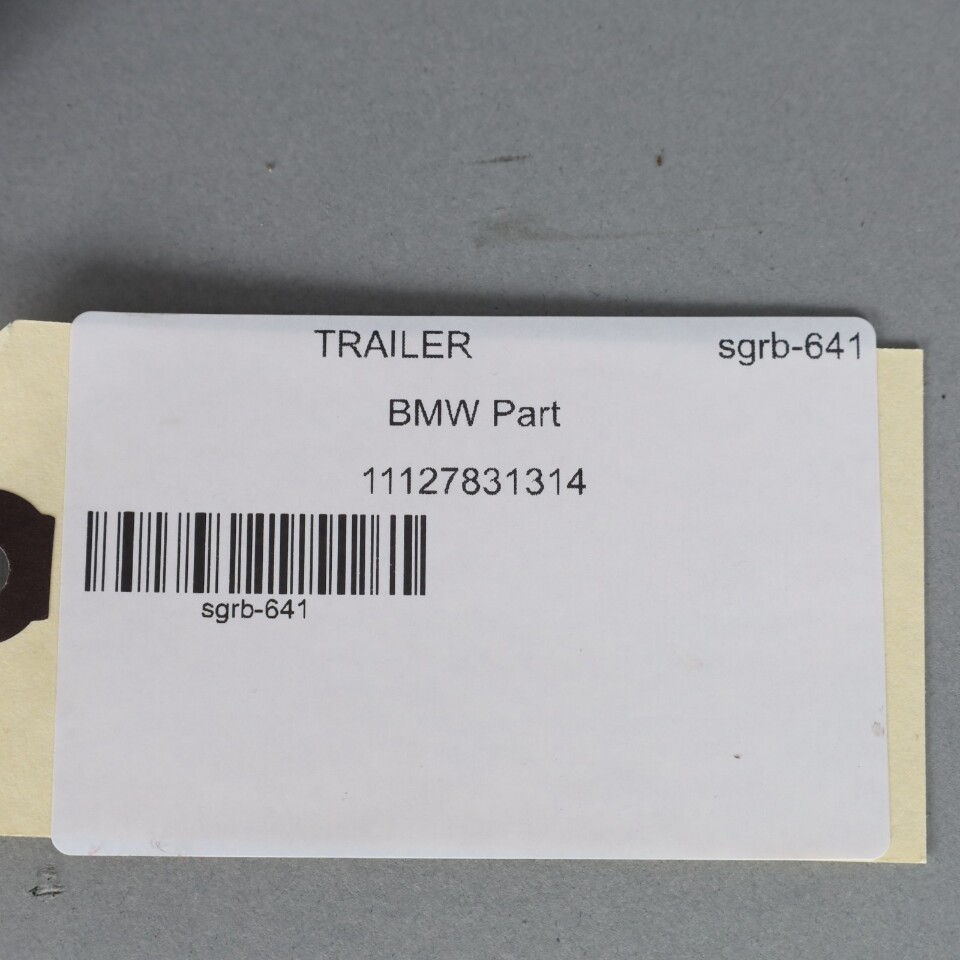 TRAILER sgrb-641
BMW Part
11127831314
sgrb-641